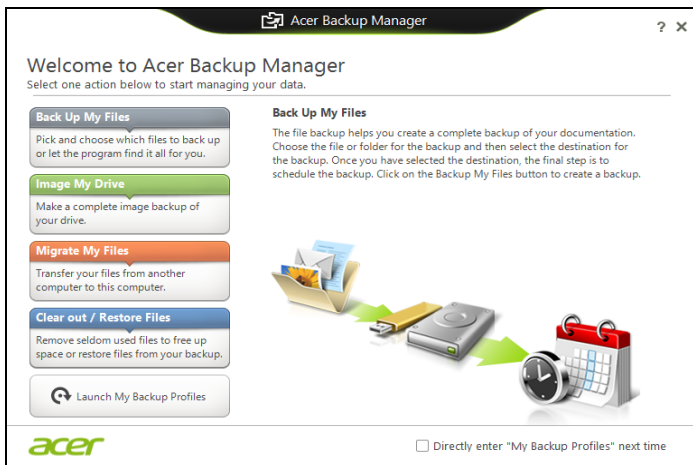 Acer Backup Manager
? ×
Welcome to Acer Backup Manager
Select one action below to start managing your data.
Back Up My Files
Pick and choose which files to back up
or let the program find it all for you.
Image My Drive
Make a complete image backup of
your drive.
Migrate My Files
Transfer your files from another
computer to this computer.
Clear out / Restore Files
Remove seldom used files to free up
space or restore files from your backup.
Launch My Backup Profiles
Back Up My Files
The file backup helps you create a complete backup of your documentation.
Choose the file or folder for the backup and then select the destination for
the backup. Once you have selected the destination, the final step is to
schedule the backup. Click on the Backup My Files button to create a backup.
acer
Directly enter "My Backup Profiles" next time